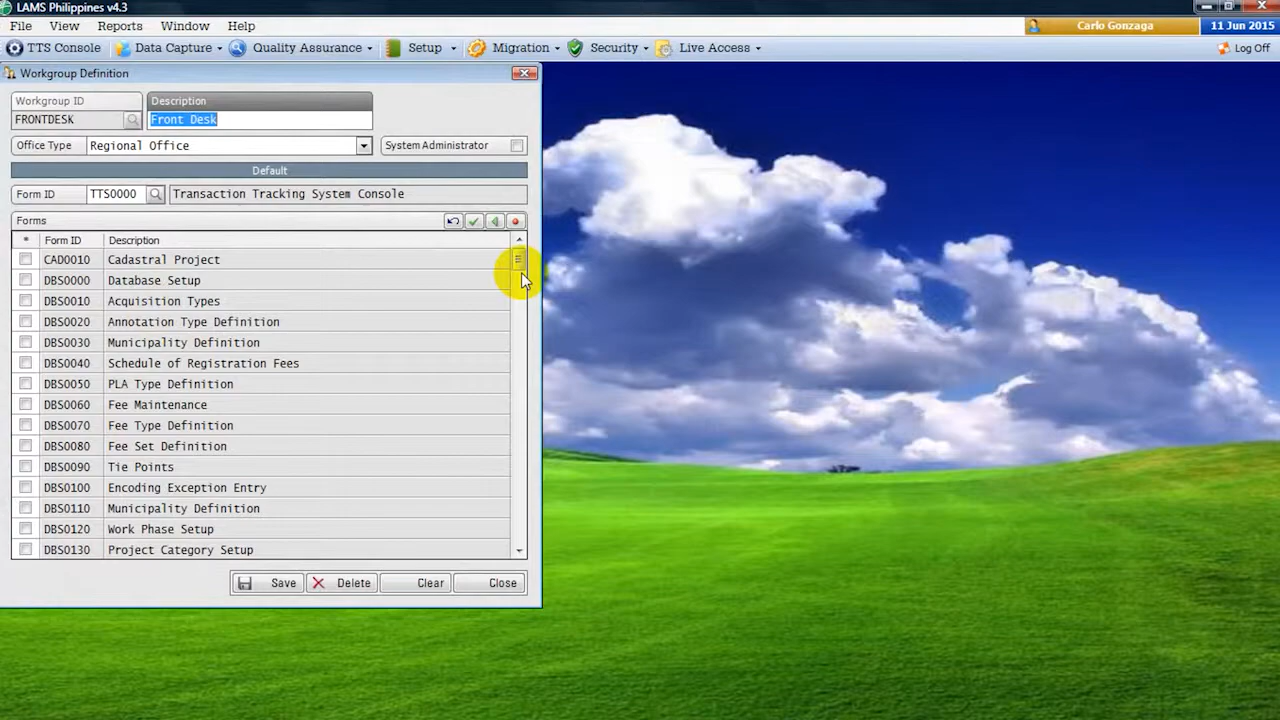 LAMS Philippines v4.3
File View Reports Window Help
Carlo Gonzaga 11 Jun 2015
TTS Console Data Capture Quality Assurance Setup Migration Security Live Access Log Off
Workgroup Definition
Workgroup ID Description
FRONTDESK Front Desk
Office Type Regional Office System Administrator
Default
Form ID TTS0000 Transaction Tracking System Console
Forms
* Form ID Description
CAD0010 Cadastral Project
DBS0000 Database Setup
DBS0010 Acquisition Types
DBS0020 Annotation Type Definition
DBS0030 Municipality Definition
DBS0040 Schedule of Registration Fees
DBS0050 PLA Type Definition
DBS0060 Fee Maintenance
DBS0070 Fee Type Definition
DBS0080 Fee Set Definition
DBS0090 Tie Points
DBS0100 Encoding Exception Entry
DBS0110 Municipality Definition
DBS0120 Work Phase Setup
DBS0130 Project Category Setup
Save Delete Clear Close